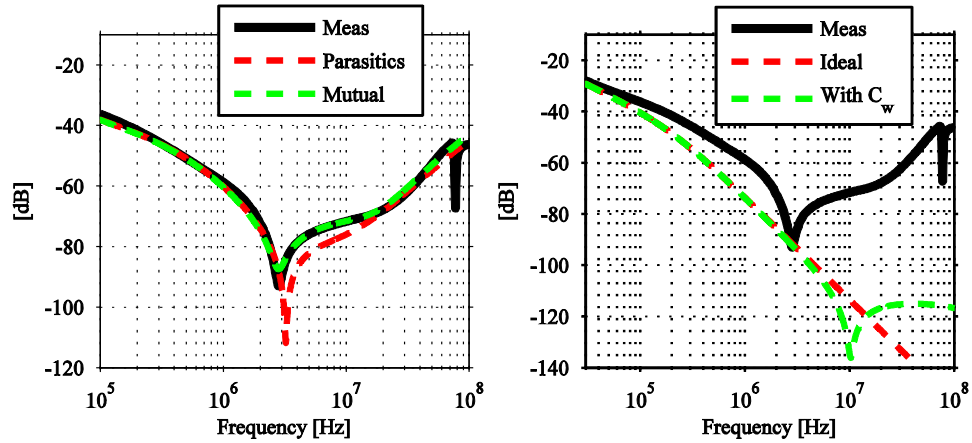 Meas
Parasitics
Mutual
-20
-40
-60
-80
-100
-120
[dB]
10^5
10^6
10^7
10^8
Frequency [Hz]
Meas
Ideal
With C_w
-20
-40
-60
-80
-100
-120
-140
[dB]
10^5
10^6
10^7
10^8
Frequency [Hz]